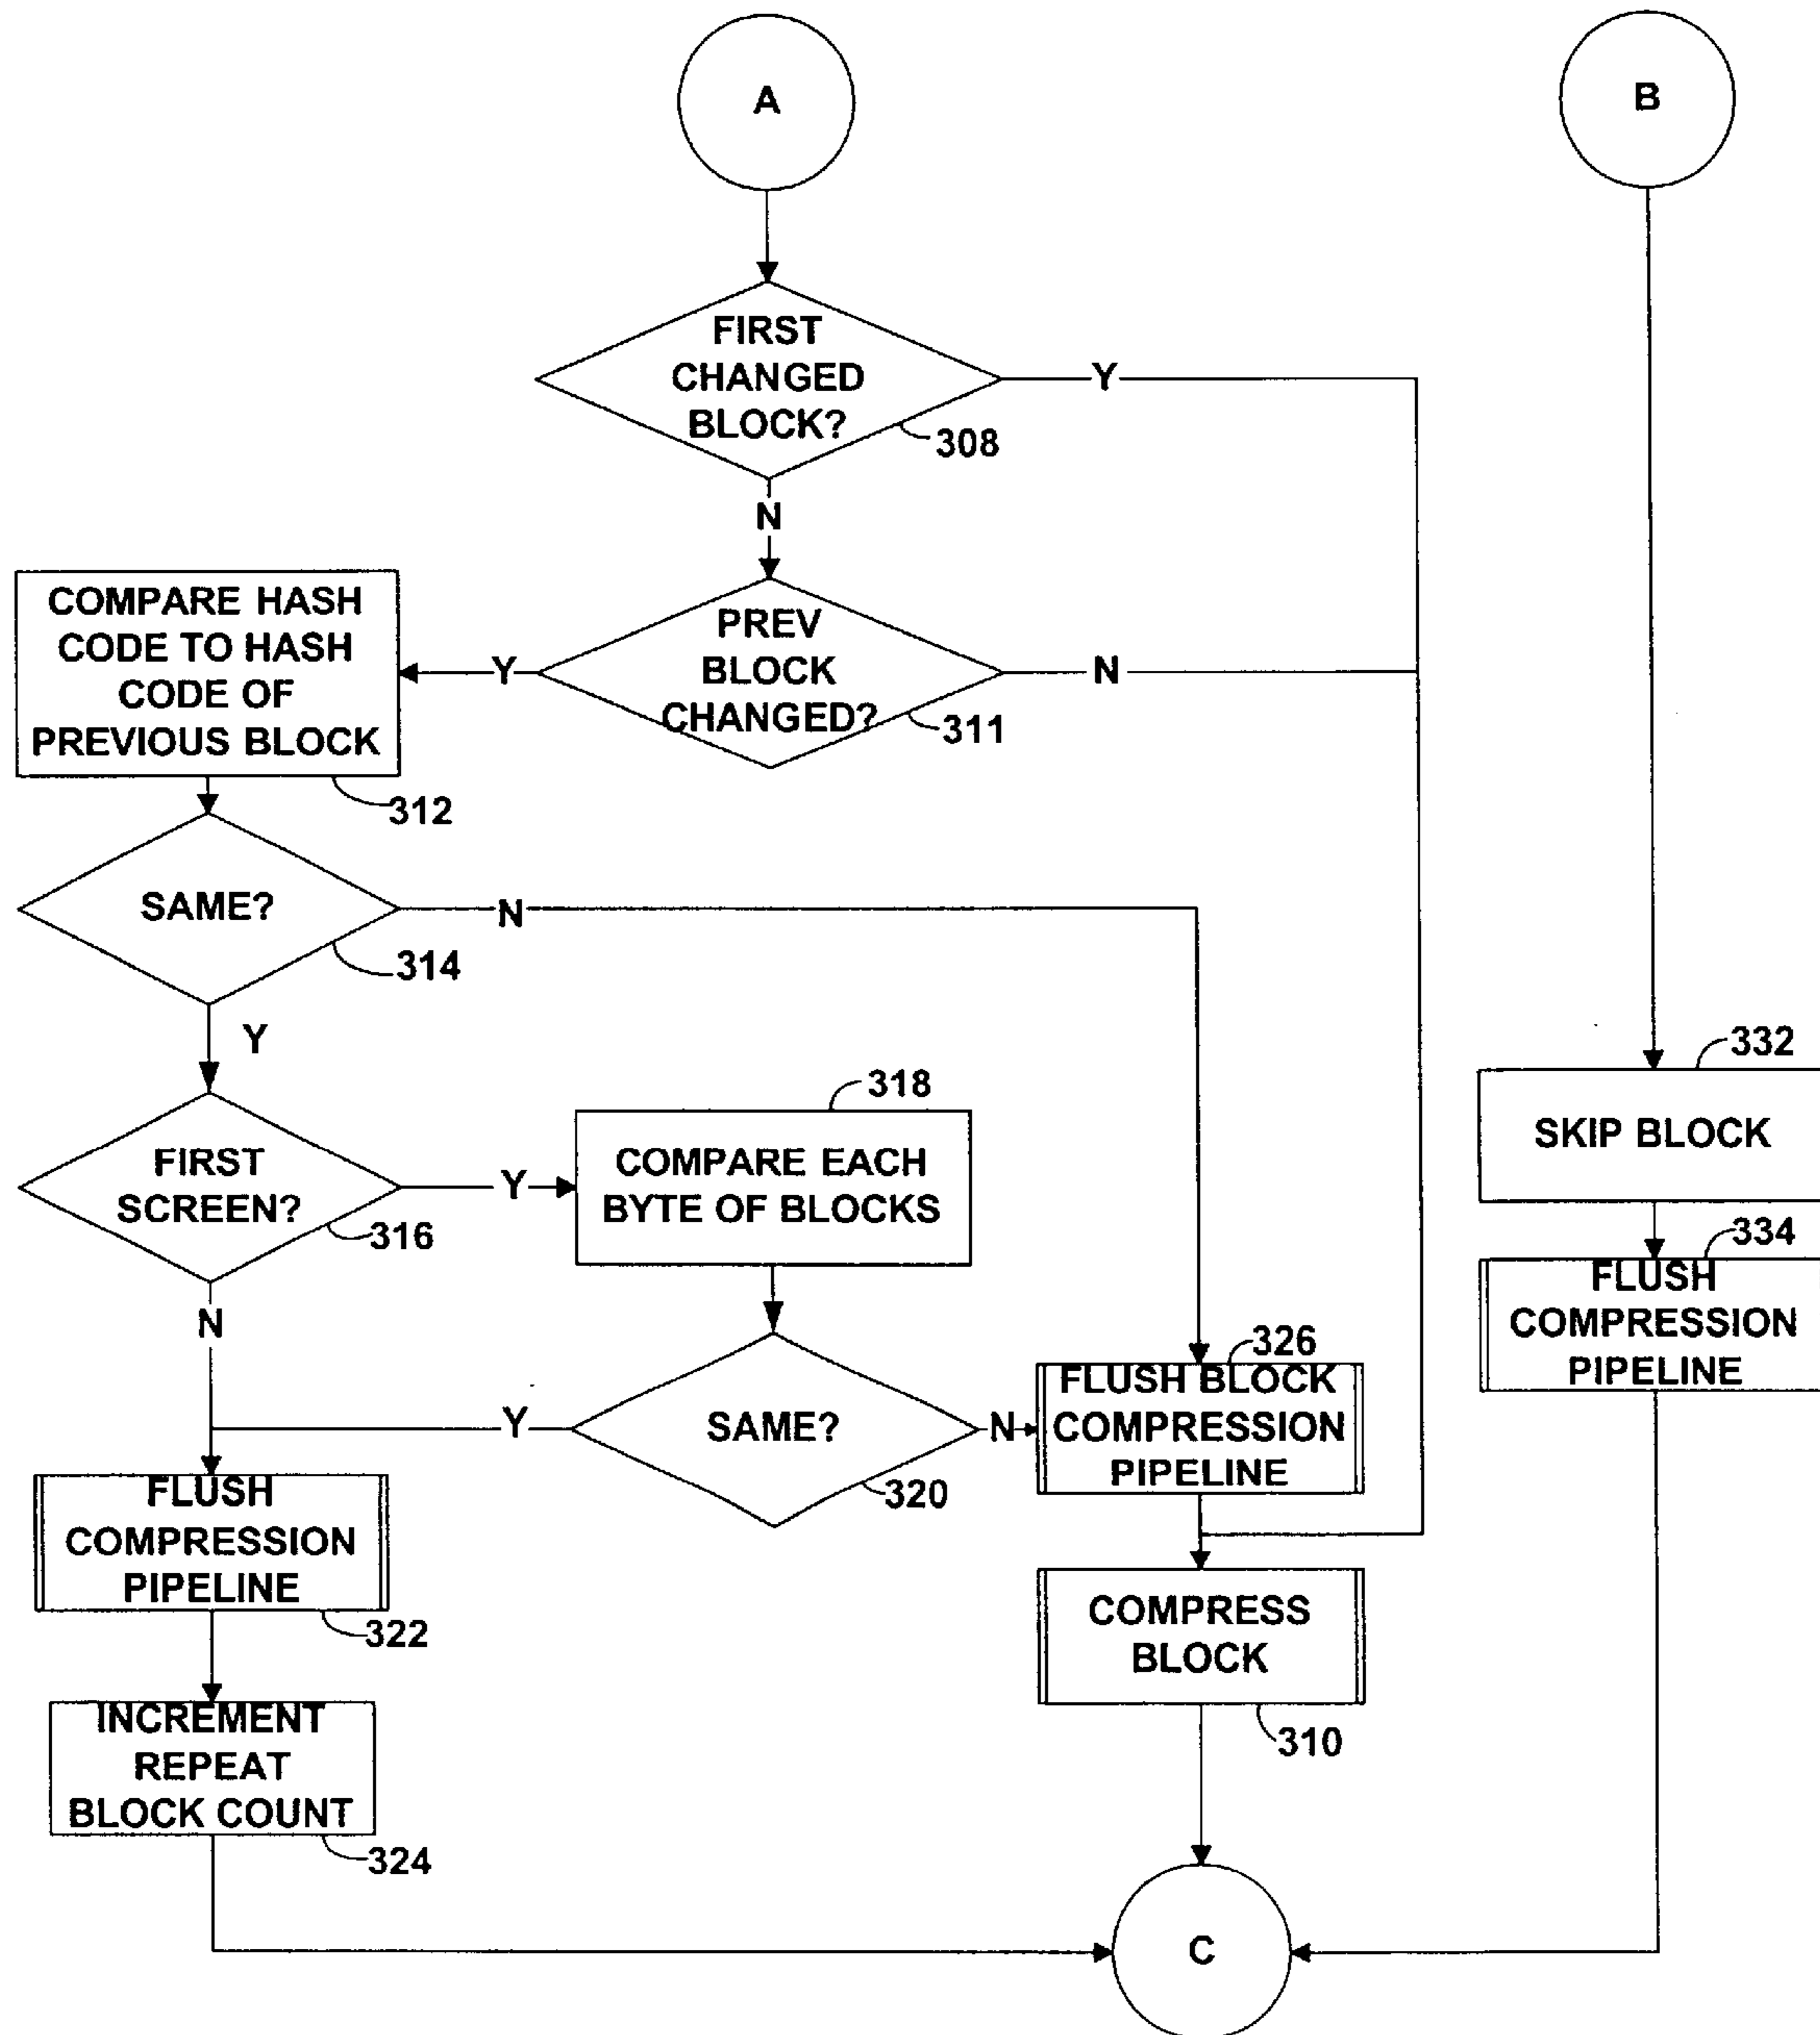 A
B
FIRST
CHANGED
BLOCK?
Y
308
N
COMPARE HASH
CODE TO HASH
CODE OF
PREVIOUS BLOCK
312
Y
PREV
BLOCK
CHANGED?
N
311
SAME?
N
314
Y
FIRST
SCREEN?
Y
316
N
318
COMPARE EACH
BYTE OF BLOCKS
332
SKIP BLOCK
334
FLUSH
COMPRESSION
PIPELINE
Y
SAME?
N
320
326
FLUSH BLOCK
COMPRESSION
PIPELINE
FLUSH
COMPRESSION
PIPELINE
322
COMPRESS
BLOCK
310
INCREMENT
REPEAT
BLOCK COUNT
324
C